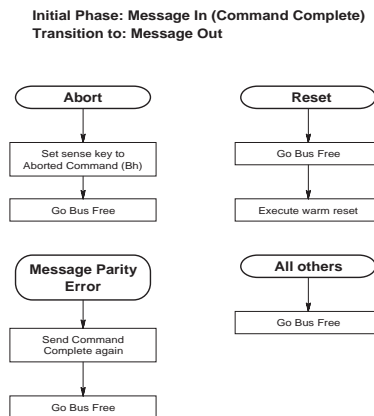 Initial Phase: Message In (Command Complete)
Transition to: Message Out
Abort
Set sense key to
Aborted Command (Bh)
Go Bus Free
Reset
Go Bus Free
Execute warm reset
Message Parity
Error
Send Command
Complete again
Go Bus Free
All others
Go Bus Free